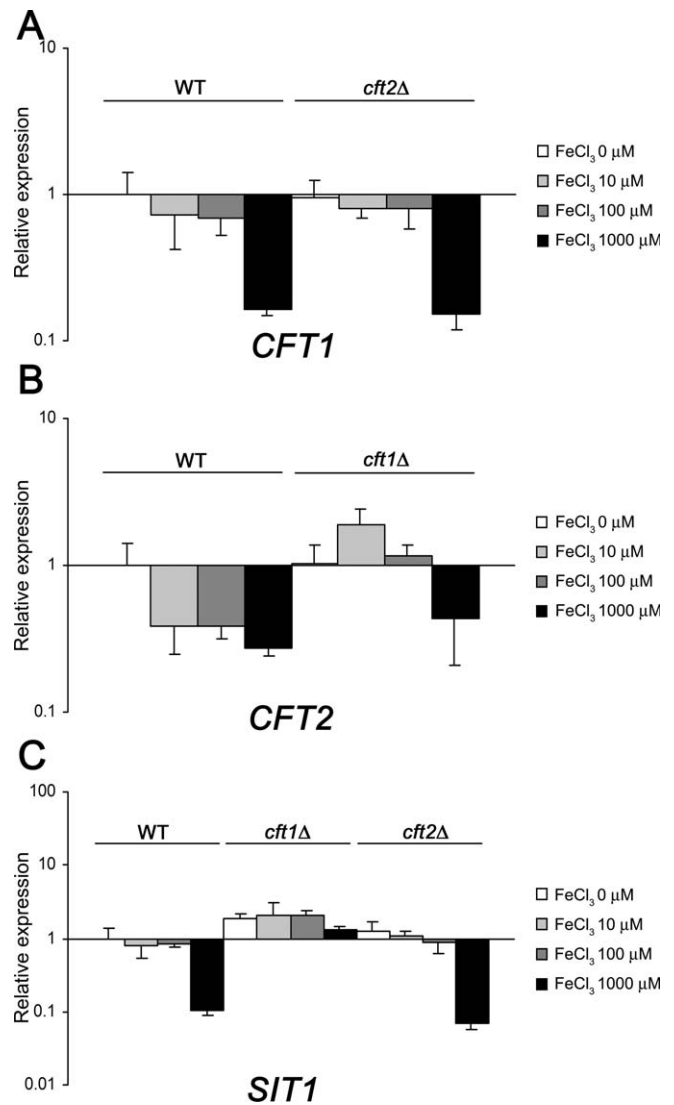 A
10
1
0.1
Relative expression
WT
cft2Δ
FeCl₃ 0 μM
FeCl₃ 10 μM
FeCl₃ 100 μM
FeCl₃ 1000 μM
CFT1
B
10
1
0.1
Relative expression
WT
cft1Δ
FeCl₃ 0 μM
FeCl₃ 10 μM
FeCl₃ 100 μM
FeCl₃ 1000 μM
CFT2
C
100
10
1
0.1
0.01
Relative expression
WT
cft1Δ
cft2Δ
FeCl₃ 0 μM
FeCl₃ 10 μM
FeCl₃ 100 μM
FeCl₃ 1000 μM
SIT1